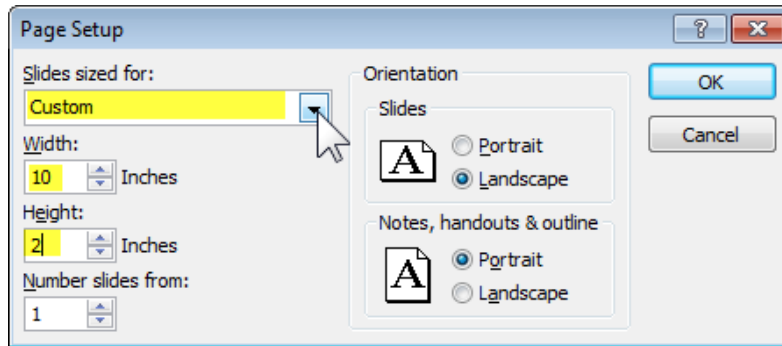 Page Setup
Slides sized for:
Custom
Width:
10 Inches
Height:
2 Inches
Number slides from:
1
Orientation
Slides
A
Portrait
Landscape
Notes, handouts & outline
A
Portrait
Landscape
OK
Cancel